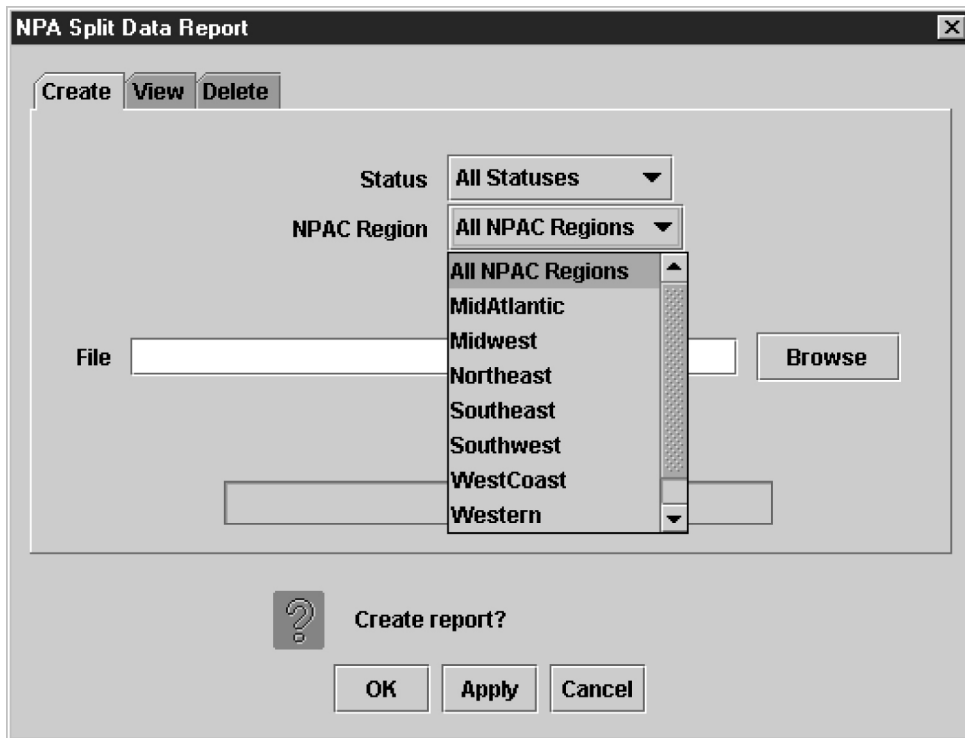 NPA Split Data Report
Create View Delete
Status All Statuses
NPAC Region All NPAC Regions
All NPAC Regions
MidAtlantic
Midwest
File Browse
Northeast
Southeast
Southwest
WestCoast
Western
Create report?
OK Apply Cancel